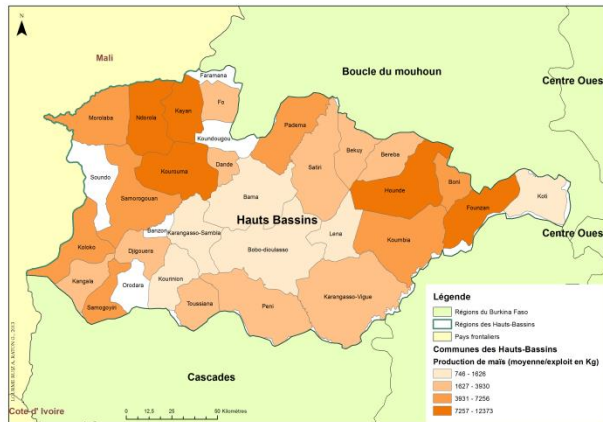 N
Mali
Faramana
Fo
Boucle du mouhoun
Centre Oues
Morolaba
Ndorola
Kayan
Koundougou
Padema
Kourouma
Dande
Satiri
Bekuy
Bereba
Soundo
Samorogouan
Bama
Hounde
Boni
Founzan
Koti
Banzon
Karangasso-Sambla
Hauts Bassins
Lena
Koumbia
Centre Oues
Koloko
Djigouera
Bobo-dioulasso
Kangala
Orodara
Kourinion
Samogoyiri
Toussiana
Peni
Karangasso-Vigue
Cascades
Cote d' Ivoire
0 12,5 25 50 Kilomètres
Légende
Régions du Burkina Faso
Régions des Hauts-Bassins
Pays frontaliers
Communes des Hauts-Bassins
Production de maïs (moyenne/exploit en Kg)
746 - 1626
1627 - 3930
3931 - 7256
7257 - 12373